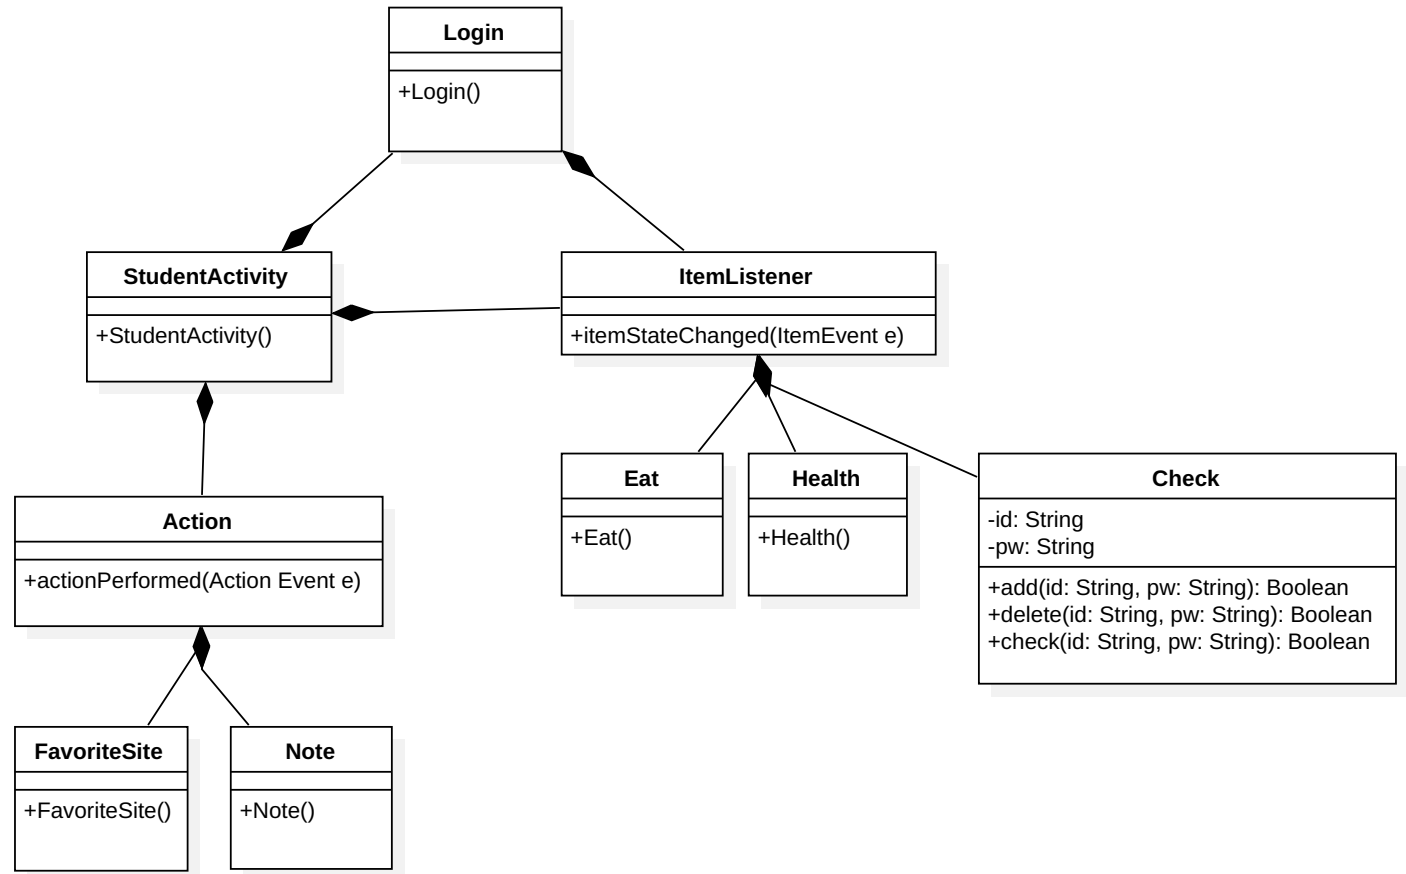 Login
+Login()
StudentActivity
+StudentActivity()
ItemListener
+itemStateChanged(ItemEvent e)
Action
+actionPerformed(Action Event e)
Eat
+Eat()
Health
+Health()
Check
-id: String
-pw: String
+add(id: String, pw: String): Boolean
+delete(id: String, pw: String): Boolean
+check(id: String, pw: String): Boolean
FavoriteSite
+FavoriteSite()
Note
+Note()